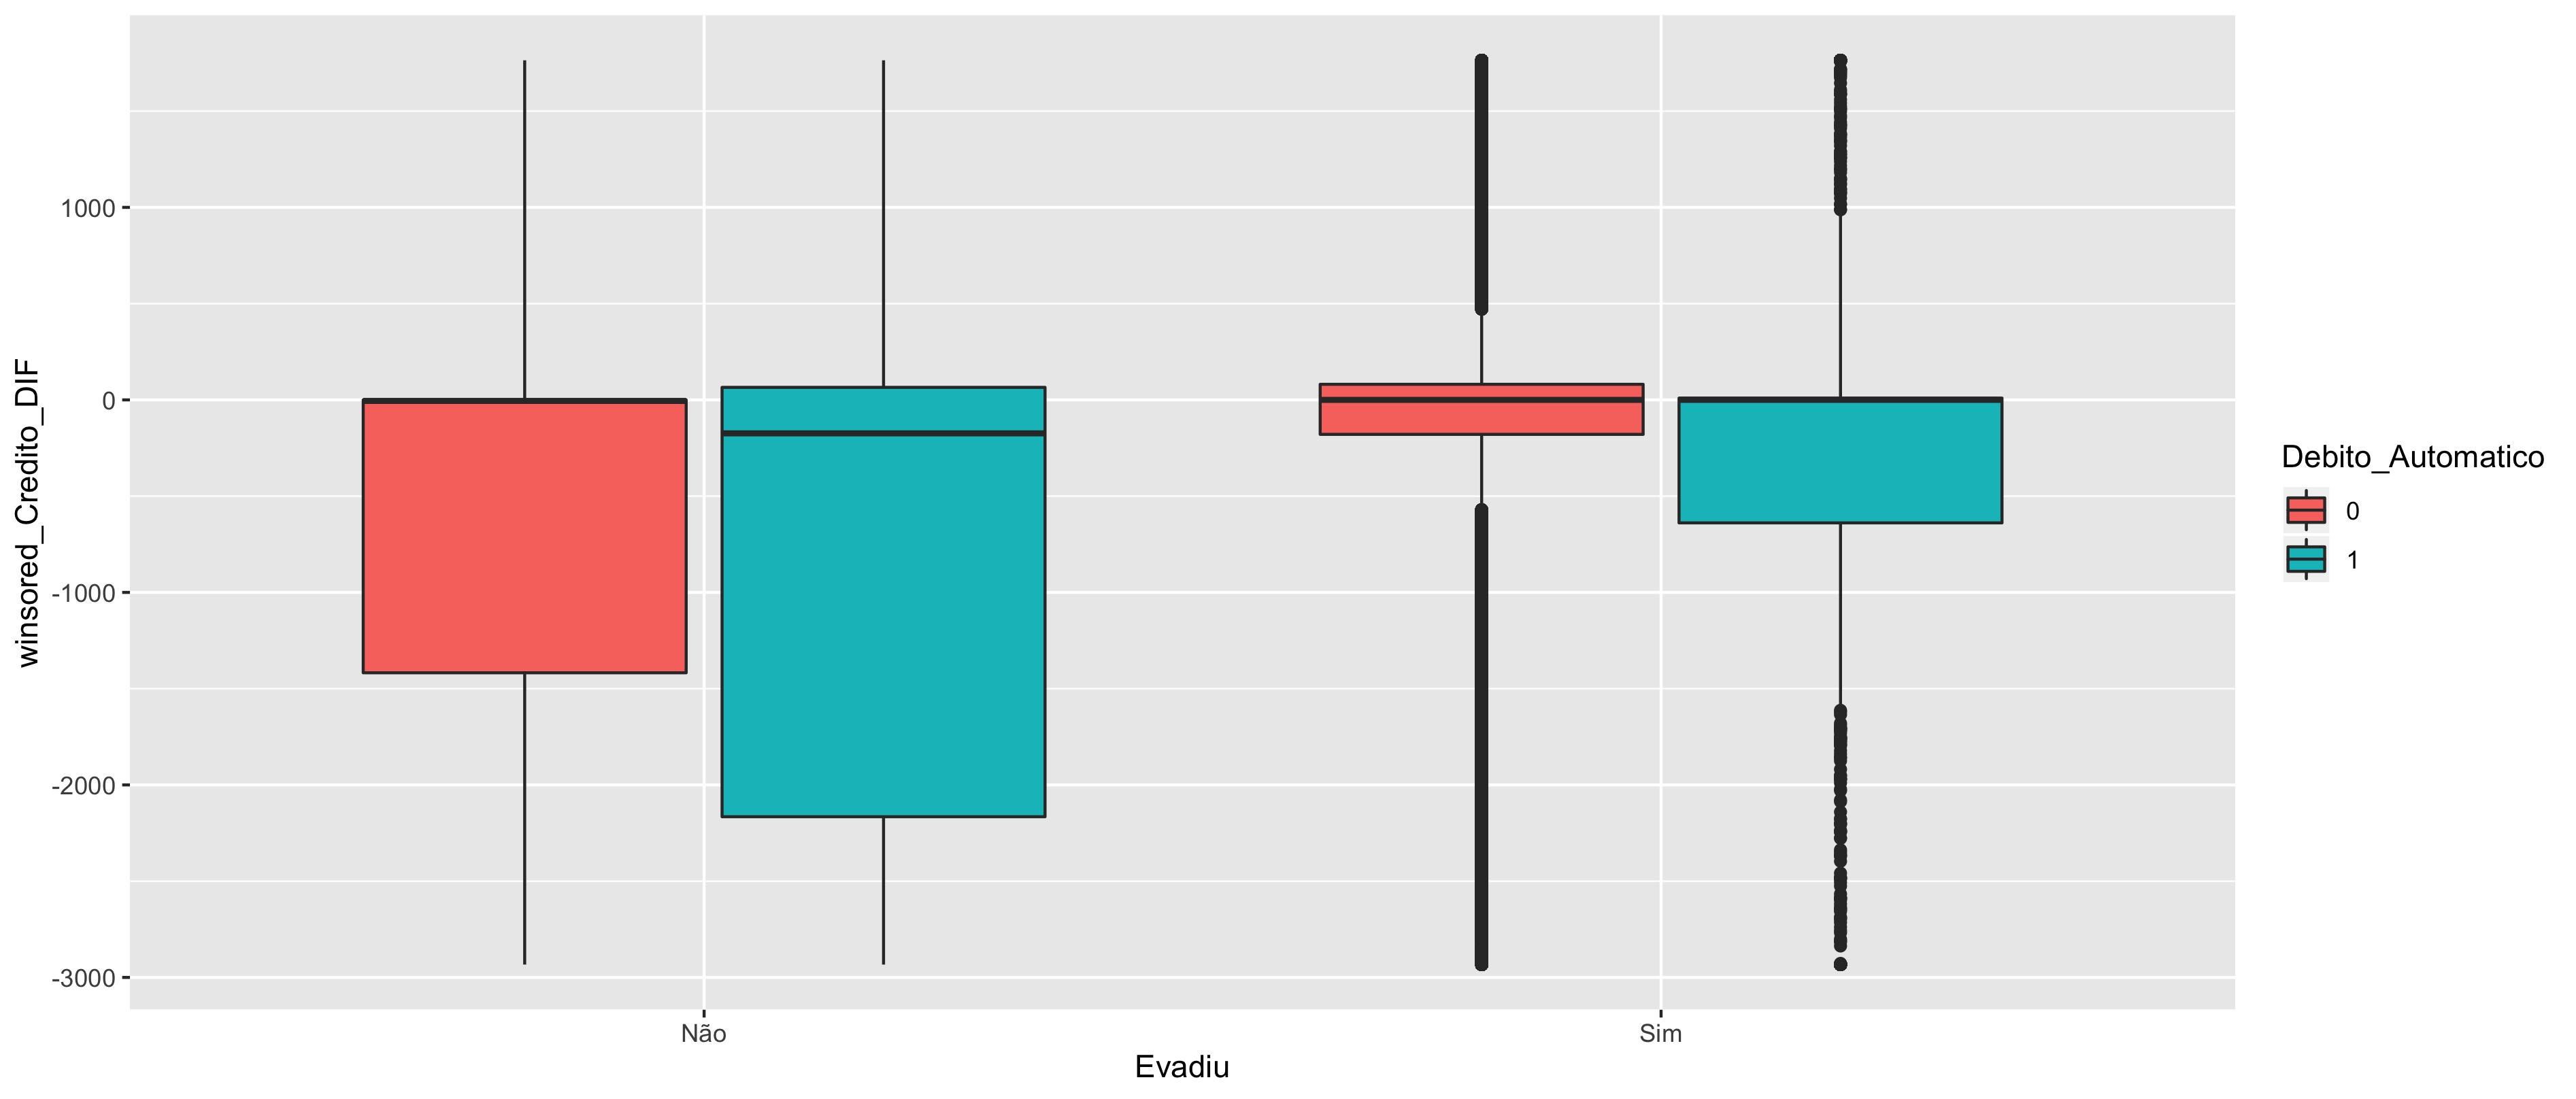 winsored_Credito_DIF
1000
0
-1000
-2000
-3000
Não
Sim
Evadiu
Debito_Automatico
0
1